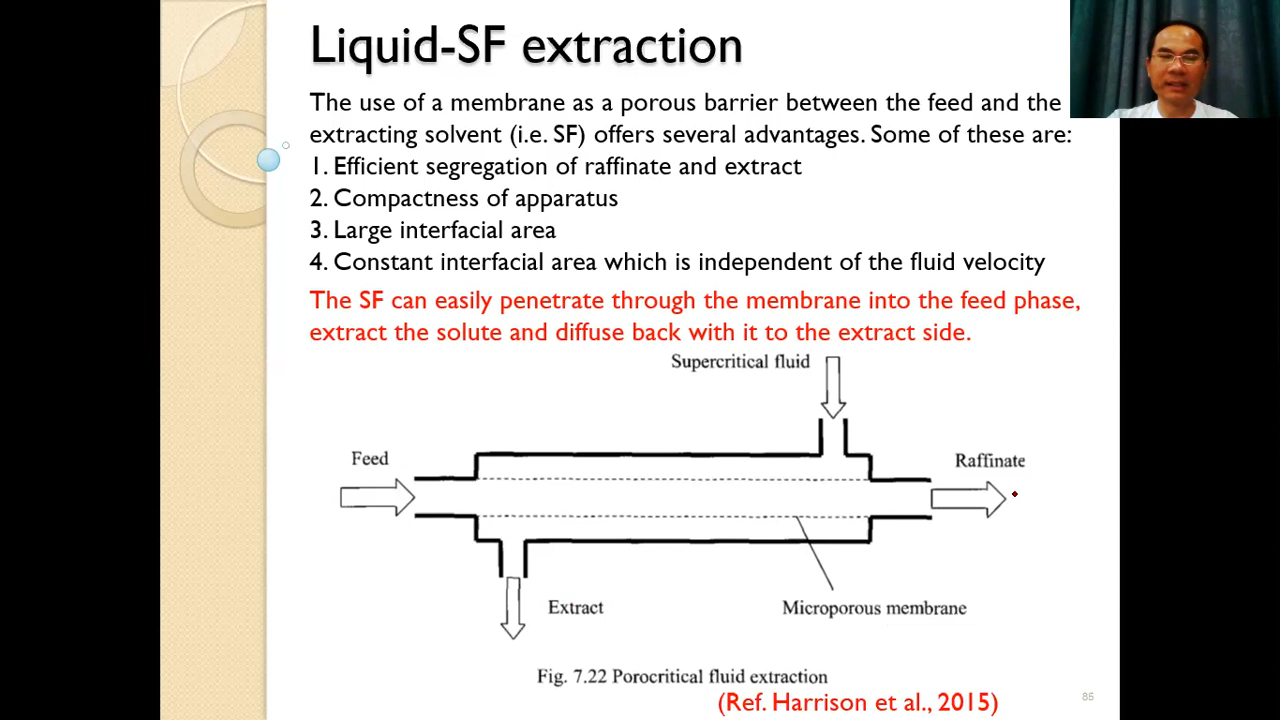 Liquid-SF extraction
The use of a membrane as a porous barrier between the feed and the
extracting solvent (i.e. SF) offers several advantages. Some of these are:
1. Efficient segregation of raffinate and extract
2. Compactness of apparatus
3. Large interfacial area
4. Constant interfacial area which is independent of the fluid velocity
The SF can easily penetrate through the membrane into the feed phase,
extract the solute and diffuse back with it to the extract side.
Supercritical fluid
Feed
Raffinate
Extract
Microporous membrane
Fig. 7.22 Porocritical fluid extraction
(Ref. Harrison et al., 2015)
85